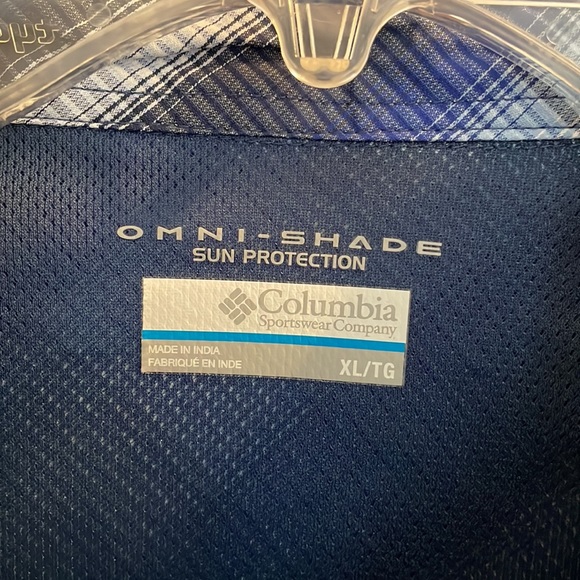 OMNI-SHADE
SUN PROTECTION
Columbia
Sportswear Company
MADE IN INDIA
FABRIQUÉ EN INDE
XL/TG